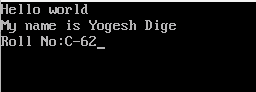 Hello world
My name is Yogesh Dige
Roll No:C-62_